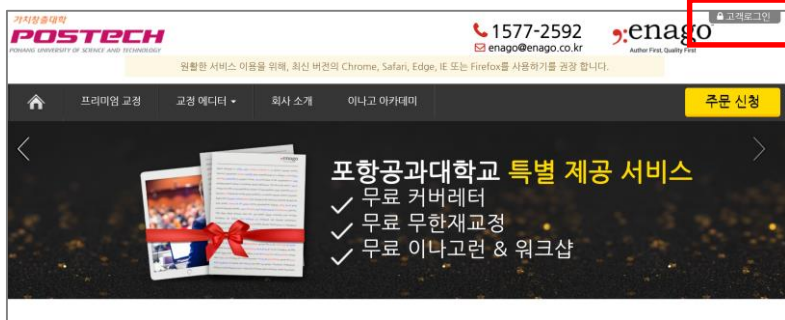 가치창출대학
POSTECH
POHANG UNIVERSITY OF SCIENCE AND TECHNOLOGY
1577-2592
enago@enago.co.kr
enago
Author First, Quality First
고객로그인
원활한 서비스 이용을 위해, 최신 버전의 Chrome, Safari, Edge, IE 또는 Firefox를 사용하기를 권장 합니다.
프리미엄 교정
교정 에디터
회사 소개
이나고 아카데미
주문 신청
포항공과대학교 특별 제공 서비스
무료 커버레터
무료 무한재교정
무료 이나고런 & 워크샵